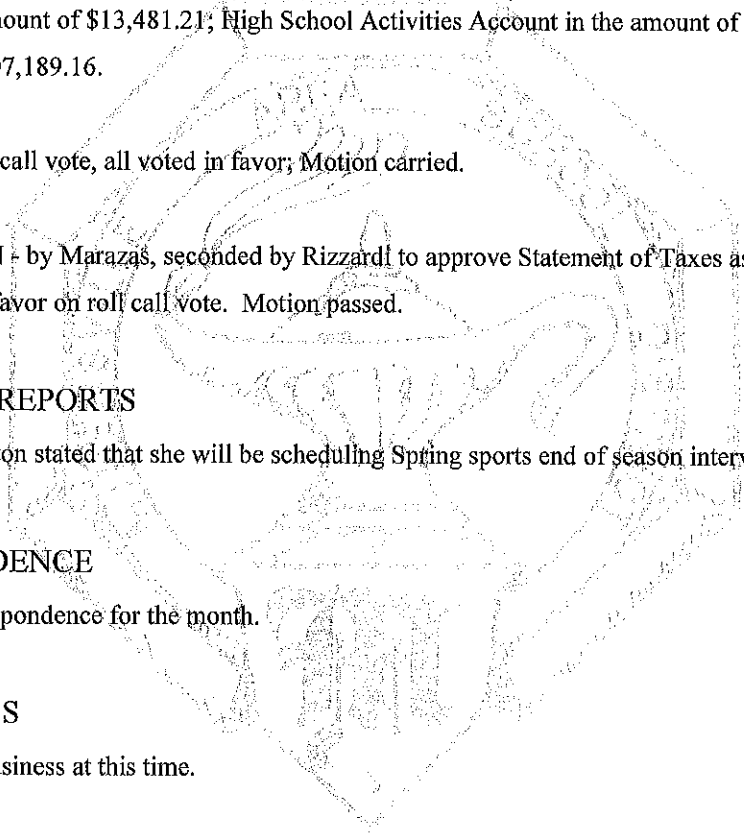 ount of $13,481.21; High School Activities Account in the amount of
7,189.16.
call vote, all voted in favor; Motion carried.
- by Marazas, seconded by Rizzardi to approve Statement of Taxes as
avor on roll call vote. Motion passed.
REPORTS
on stated that she will be scheduling Spring sports end of season interv
DENCE
pondence for the month.
S
siness at this time.
AREA